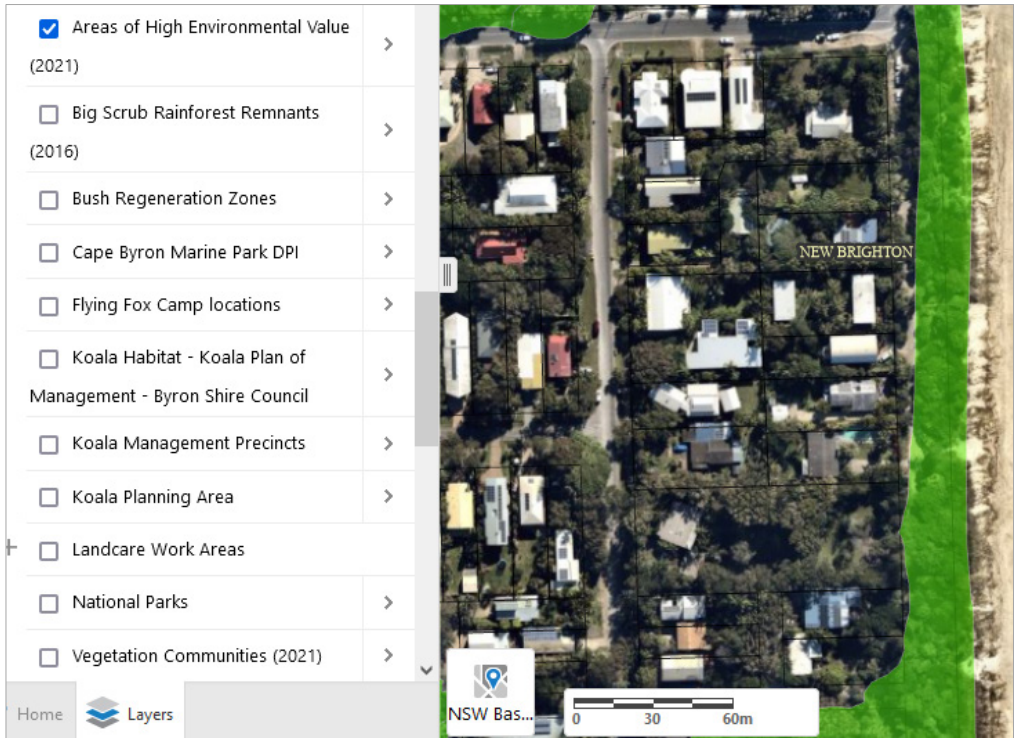 Areas of High Environmental Value
(2021)
Big Scrub Rainforest Remnants
(2016)
Bush Regeneration Zones
Cape Byron Marine Park DPI
Flying Fox Camp locations
Koala Habitat - Koala Plan of
Management - Byron Shire Council
Koala Management Precincts
Koala Planning Area
Landcare Work Areas
National Parks
Vegetation Communities (2021)
Home
Layers
NEW BRIGHTON
NSW Bas...
0 30 60m